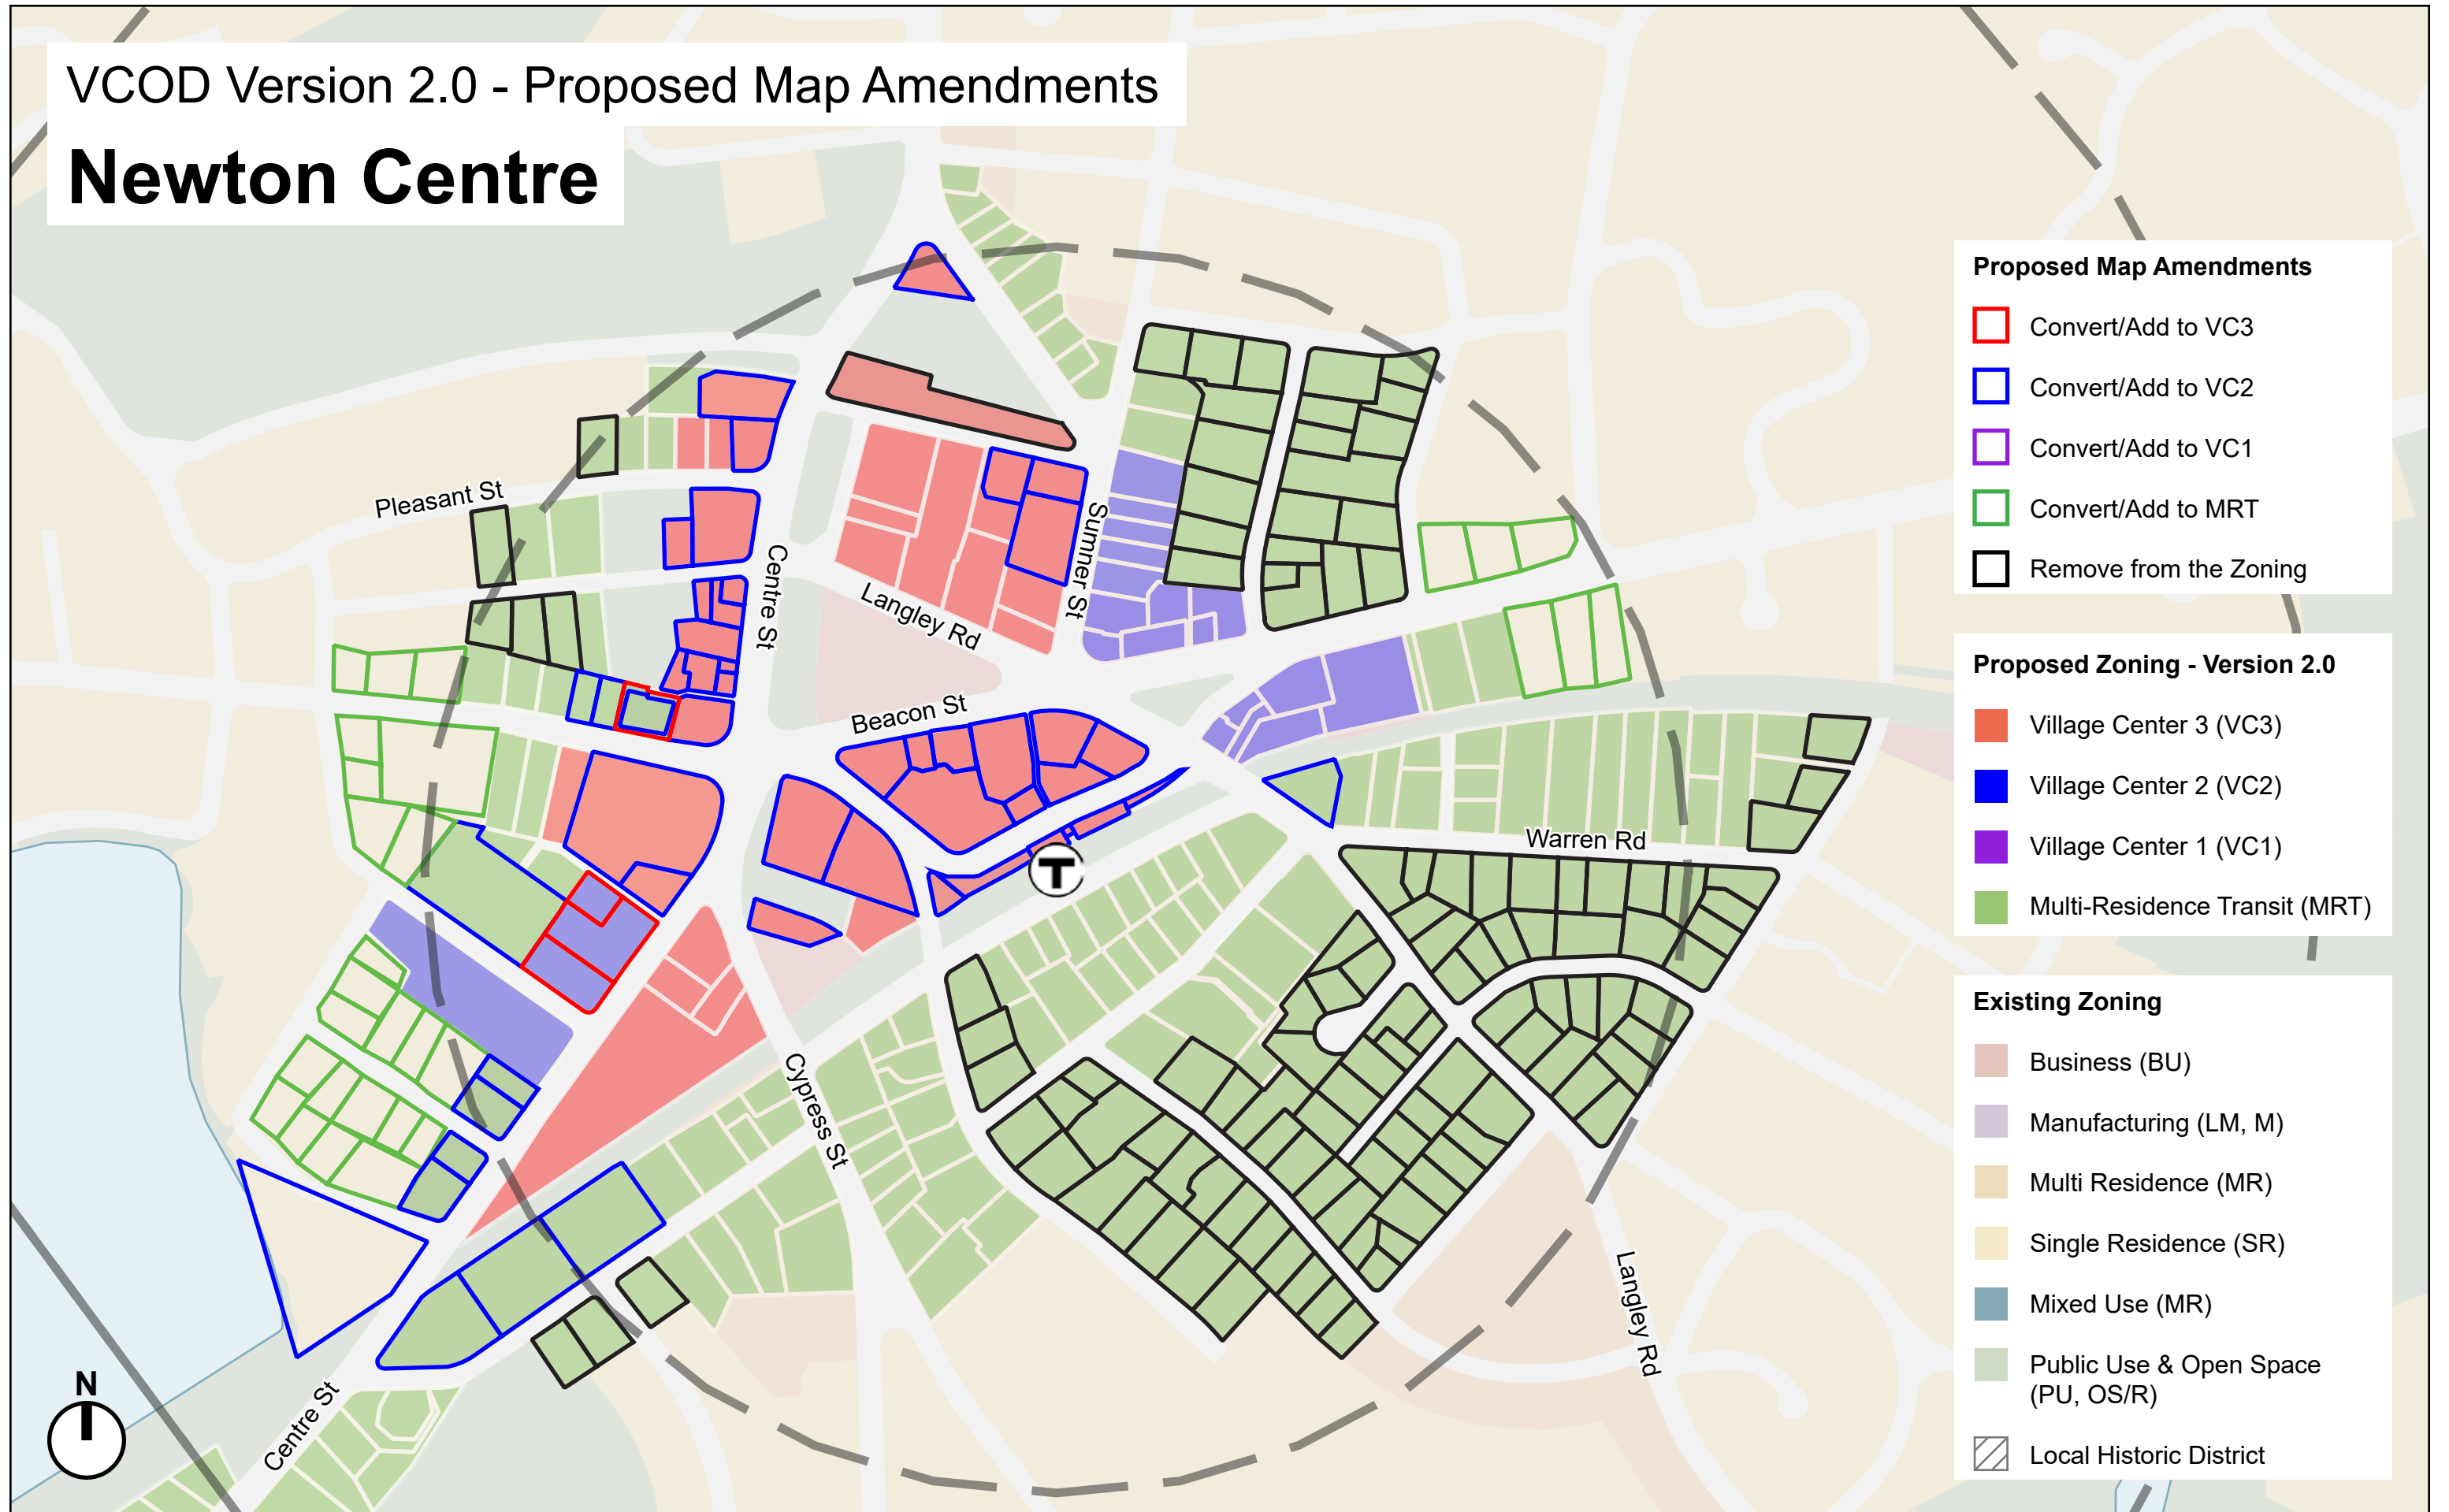 VCOD Version 2.0 - Proposed Map Amendments
Newton Centre
Proposed Map Amendments
Convert/Add to VC3
Convert/Add to VC2
Convert/Add to VC1
Convert/Add to MRT
Remove from the Zoning
Proposed Zoning - Version 2.0
Village Center 3 (VC3)
Village Center 2 (VC2)
Village Center 1 (VC1)
Multi-Residence Transit (MRT)
Existing Zoning
Business (BU)
Manufacturing (LM, M)
Multi Residence (MR)
Single Residence (SR)
Mixed Use (MR)
Public Use & Open Space
(PU, OS/R)
Local Historic District
Pleasant St
Centre St
Sumner St
Langley Rd
Beacon St
Warren Rd
T
Cypress St
Langley Rd
Centre St
N